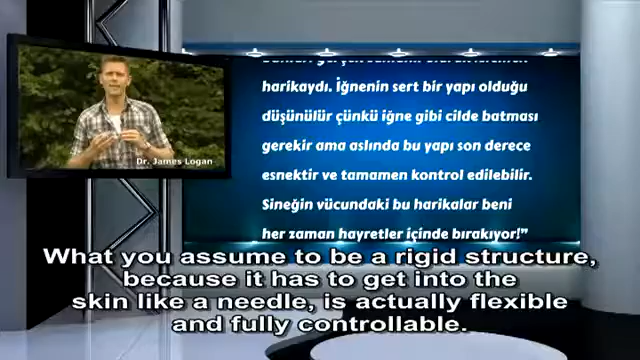 harikaydı. İğnenin sert bir yapı olduğu
düşünülür çünkü iğne gibi cilde batması
gerekir ama aslında bu yapı son derece
esnektir ve tamamen kontrol edilebilir.
Sineğin vücundaki bu harikalar beni
her zaman hayretler içinde bırakıyor!”
Dr. James Logan
What you assume to be a rigid structure,
because it has to get into the
skin like a needle, is actually flexible
and fully controllable.